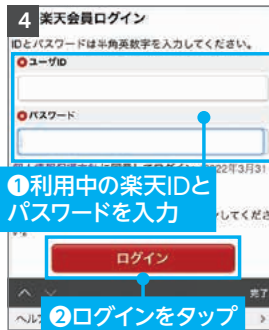 4 楽天会員ログイン
IDとパスワードは半角英数字を入力してください。
ユーザID
パスワード
2022年3月31
❶利用中の楽天IDと
パスワードを入力
してくださ
ログイン
完了
❷ログインをタップ
ヘル